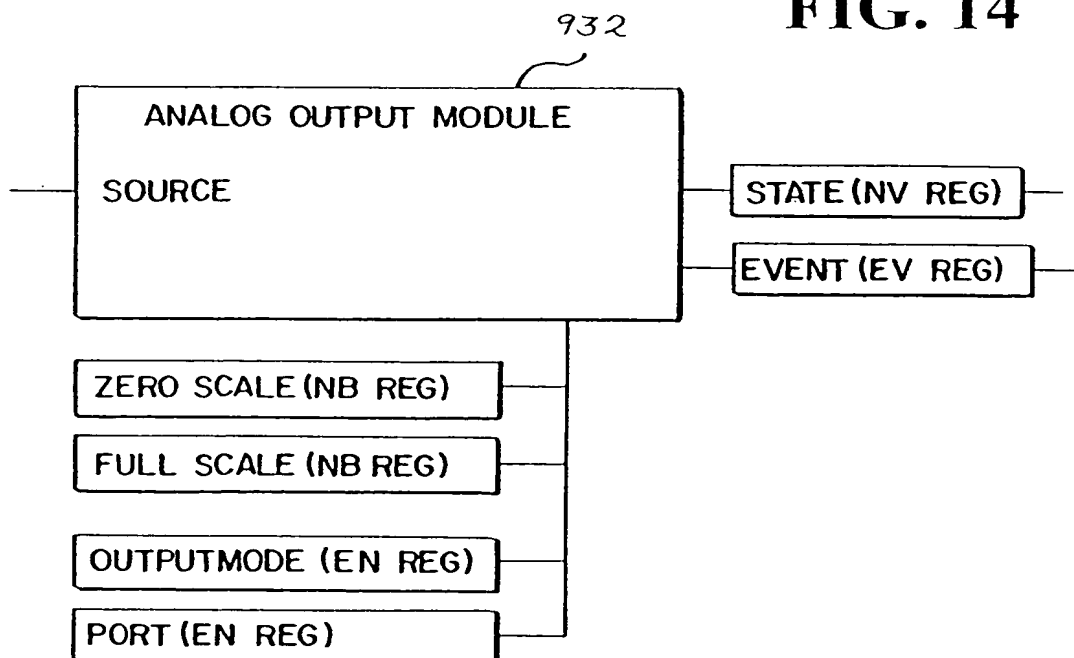 FIG. 14
932
ANALOG OUTPUT MODULE
SOURCE
STATE (NV REG)
EVENT (EV REG)
ZERO SCALE (NB REG)
FULL SCALE (NB REG)
OUTPUTMODE (EN REG)
PORT (EN REG)